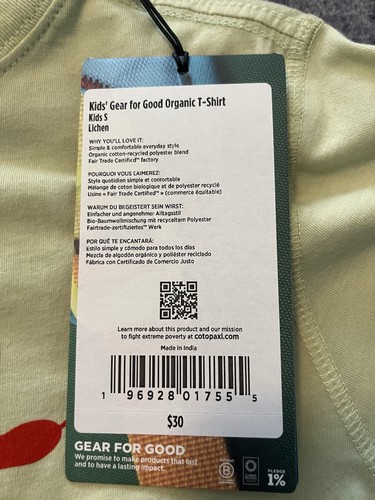 Kids' Gear for Good Organic T-Shirt
Kids S
Lichen
WHY YOU'LL LOVE IT:
Simple & comfortable everyday style
Organic cotton-recycled polyester blend
Fair Trade Certified™ factory
POURQUOI VOUS L'AIMEREZ:
Style quotidien simple et confortable
Mélange de coton biologique et de polyester recyclé
Usine « Fair Trade Certified™ » (commerce équitable)
WARUM DU BEGEISTERT SEIN WIRST:
Einfacher und angenehmer Alltagsstil
Bio-Baumwollmischung mit recyceltem Polyester
Fairtrade-zertifiziertes™ Werk
POR QUÉ TE ENCANTARÁ:
Estilo simple y cómodo para todos los días
Mezcla de algodón orgánico y poliéster reciclado
Fábrica con Certificado de Comercio Justo
Learn more about this product and our mission
to fight extreme poverty at cotopaxi.com
Made in India
1 96928 01755 5
$30
GEAR FOR GOOD
We promise to make products that last
and to have a lasting impact.
B
PLEDGE
1%